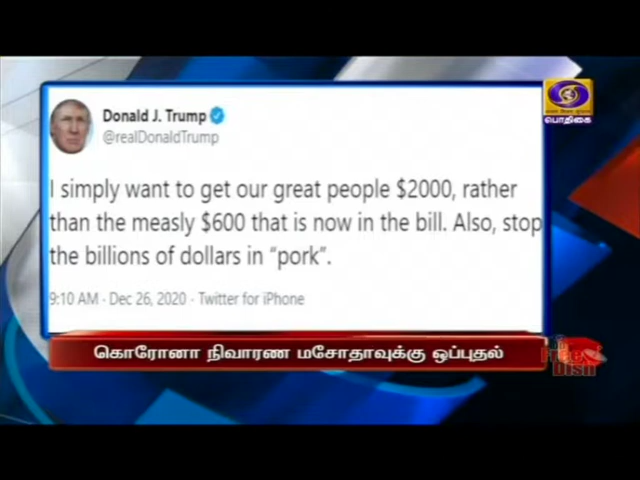 Donald J. Trump
@realDonaldTrump
I simply want to get our great people $2000, rather
than the measly $600 that is now in the bill. Also, stop
the billions of dollars in “pork”.
9:10 AM · Dec 26, 2020 · Twitter for iPhone
பொதிகை
கொரோனா நிவாரண மசோதாவுக்கு ஒப்புதல்
Free
Dish